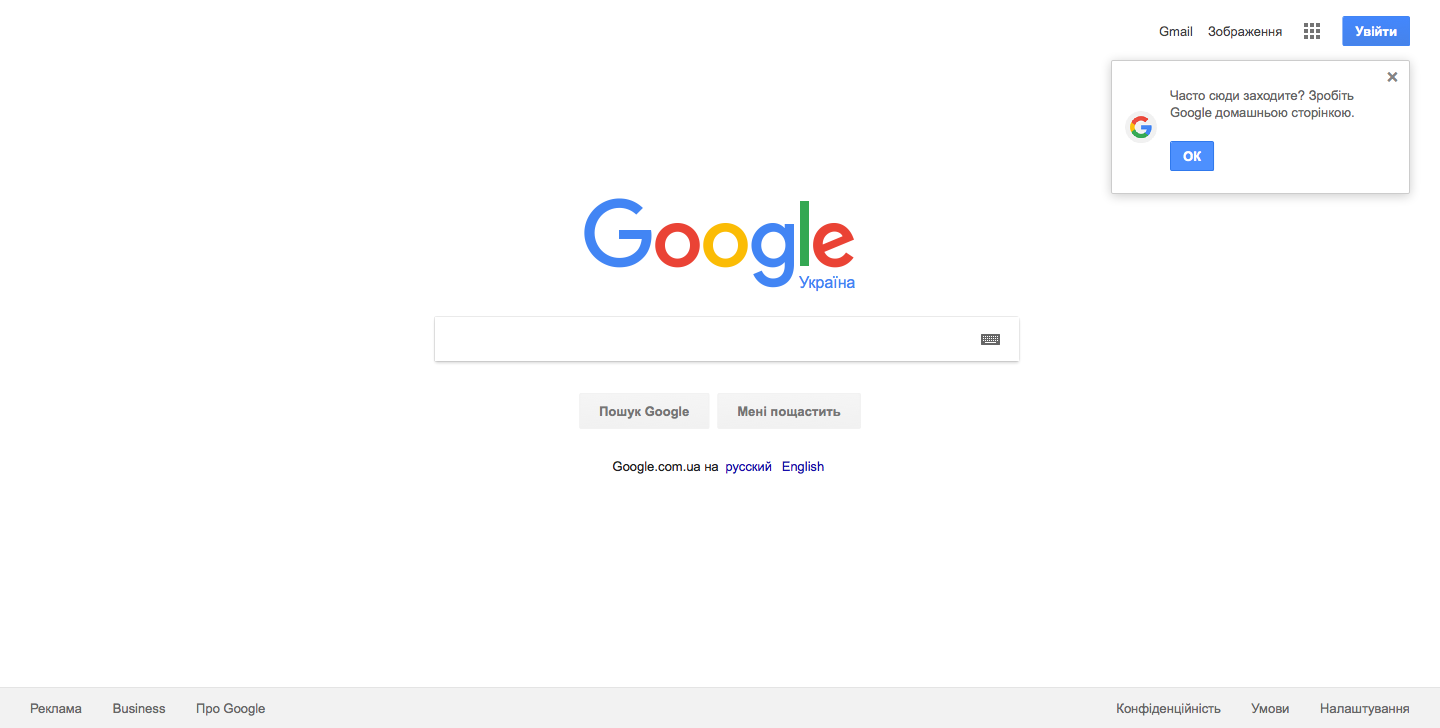 Gmail Зображення Увійти
Часто сюди заходите? Зробіть
Google домашньою сторінкою.
ОК
Google
Україна
Пошук Google Мені пощастить
Google.com.ua на русский English
Реклама Business Про Google Конфіденційність Умови Налаштування